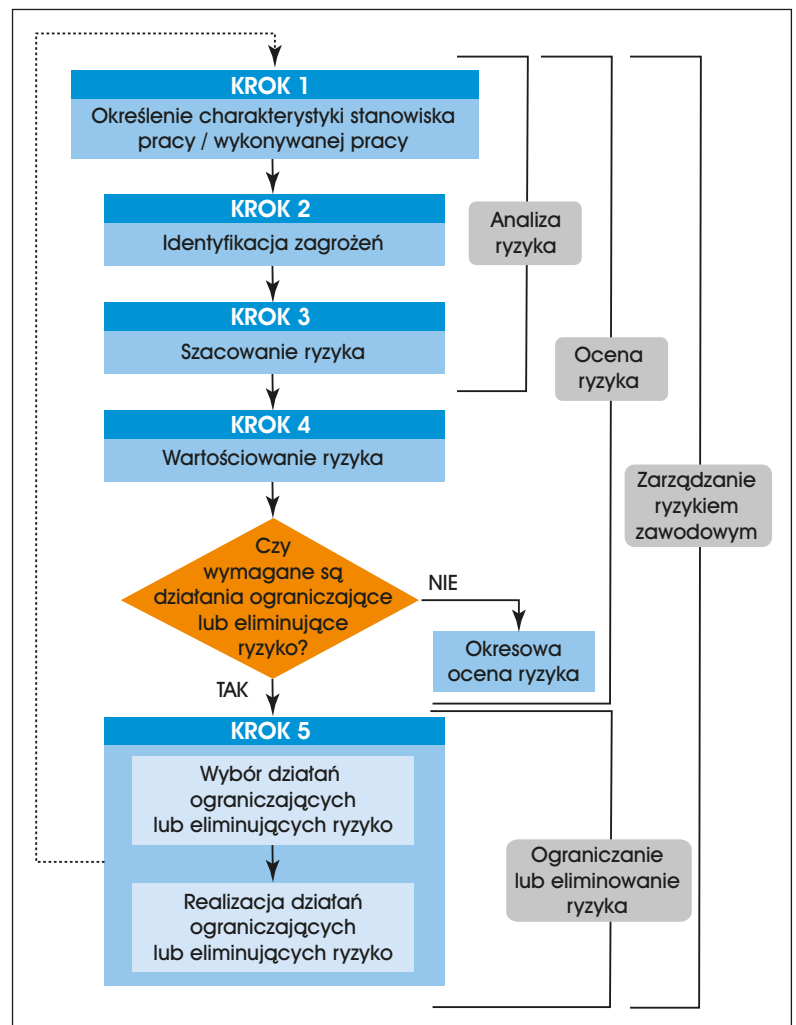 KROK 1
Określenie charakterystyki stanowiska
pracy / wykonywanej pracy
KROK 2
Identyfikacja zagrożeń
KROK 3
Szacowanie ryzyka
KROK 4
Wartościowanie ryzyka
Czy
wymagane są
działania ograniczające
lub eliminujące
ryzyko?
NIE
Okresowa
ocena ryzyka
TAK
KROK 5
Wybór działań
ograniczających
lub eliminujących ryzyko
Realizacja działań
ograniczających
lub eliminujących ryzyko
Analiza
ryzyka
Ocena
ryzyka
Zarządzanie
ryzykiem
zawodowym
Ograniczanie
lub eliminowanie
ryzyka